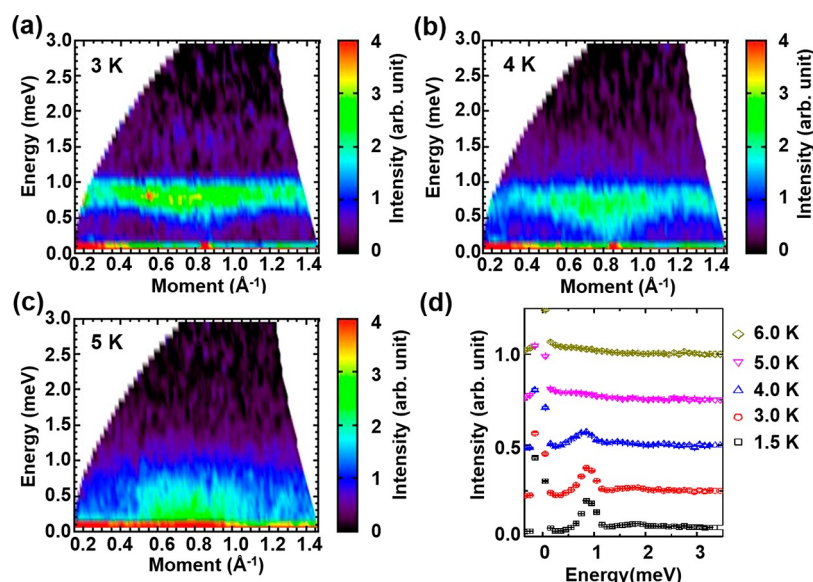 (a)
3 K
Energy (meV)
3.0
2.5
2.0
1.5
1.0
0.5
0.0
0.2 0.4 0.6 0.8 1.0 1.2 1.4
Moment (Å-1)
4
3
2
1
0
Intensity (arb. unit)
(b)
4 K
Energy (meV)
3.0
2.5
2.0
1.5
1.0
0.5
0.0
0.2 0.4 0.6 0.8 1.0 1.2 1.4
Moment (Å-1)
4
3
2
1
0
Intensity (arb. unit)
(c)
5 K
Energy (meV)
3.0
2.5
2.0
1.5
1.0
0.5
0.0
0.2 0.4 0.6 0.8 1.0 1.2 1.4
Moment (Å-1)
4
3
2
1
0
Intensity (arb. unit)
(d)
Intensity (arb. unit)
1.0
0.5
0.0
0 1 2 3
Energy(meV)
6.0 K
5.0 K
4.0 K
3.0 K
1.5 K